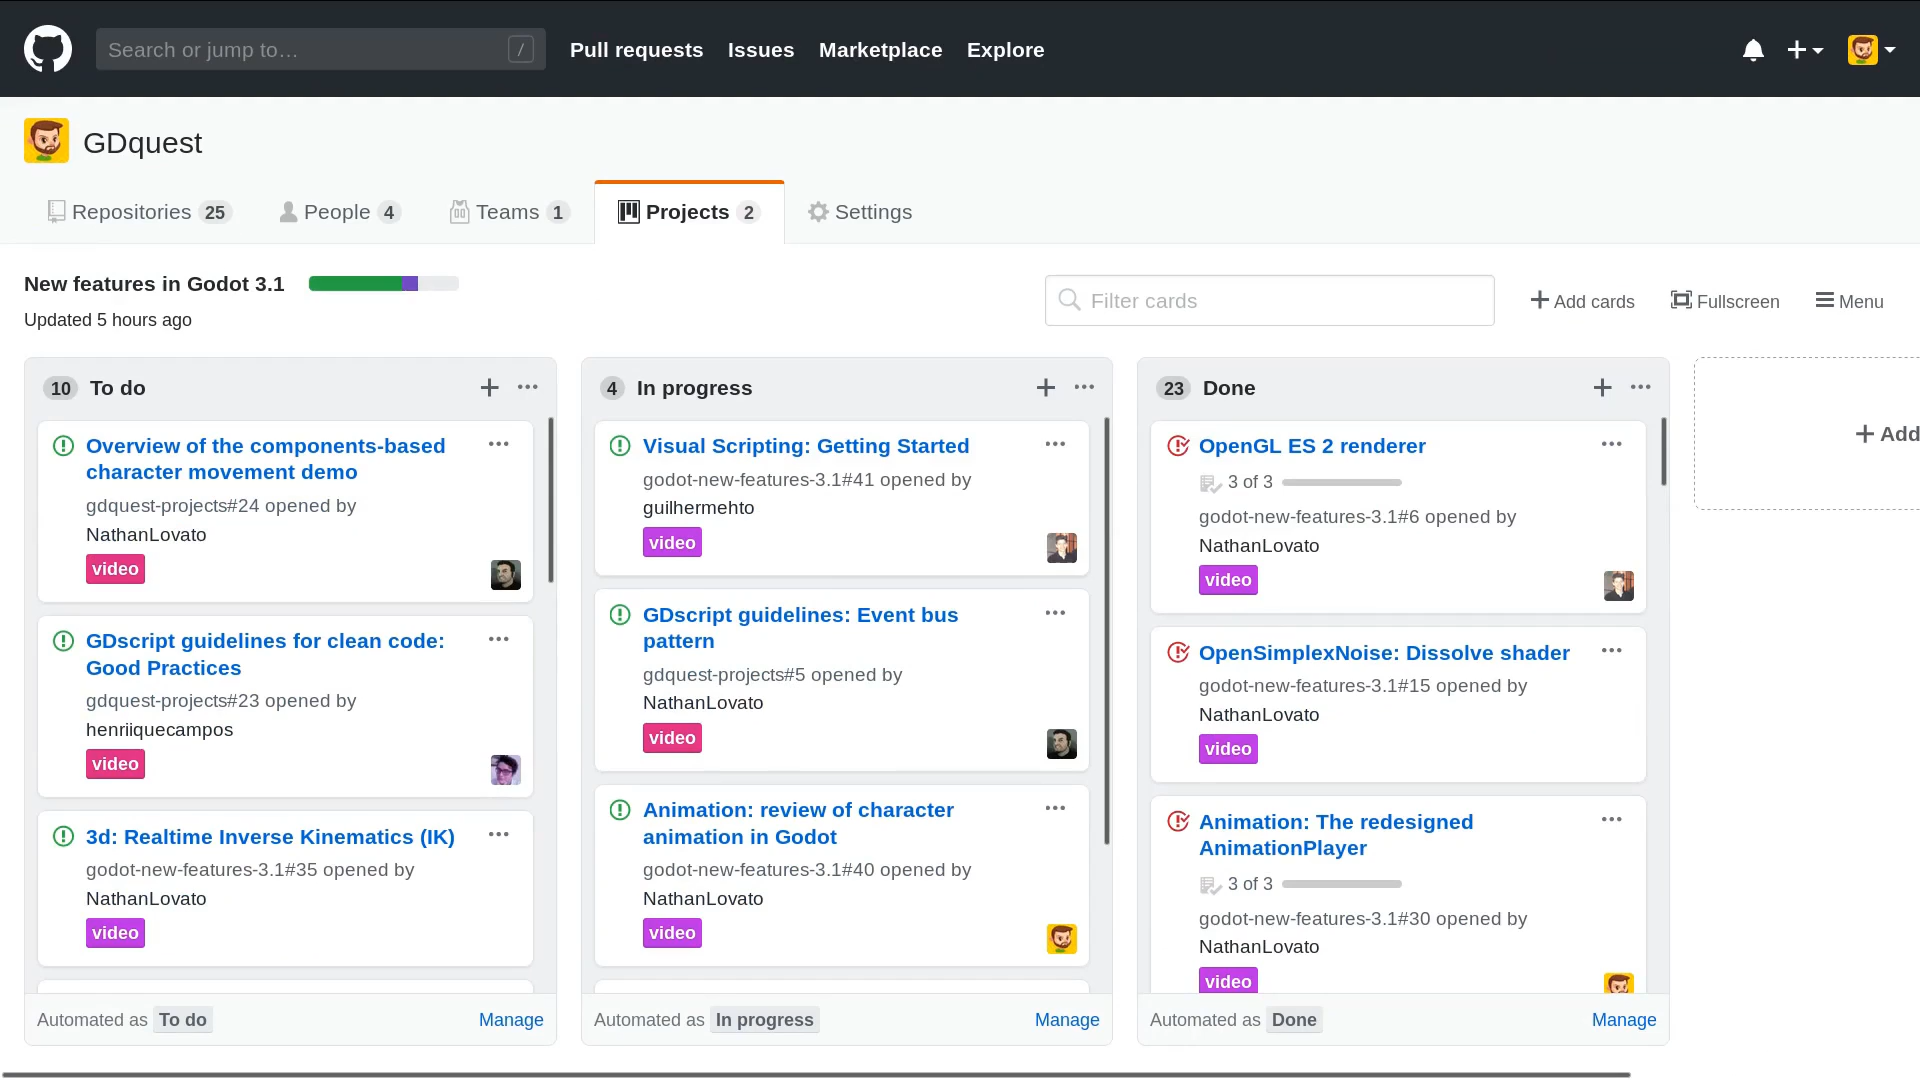 Search or jump to…
/
Pull requests
Issues
Marketplace
Explore
GDquest
Repositories 25
People 4
Teams 1
Projects 2
Settings
New features in Godot 3.1
Updated 5 hours ago
Filter cards
Add cards
Fullscreen
Menu
10 To do
Overview of the components-based
character movement demo
gdquest-projects#24 opened by
NathanLovato
video
GDscript guidelines for clean code:
Good Practices
gdquest-projects#23 opened by
henriiquecampos
video
3d: Realtime Inverse Kinematics (IK)
godot-new-features-3.1#35 opened by
NathanLovato
video
Automated as To do
Manage
4 In progress
Visual Scripting: Getting Started
godot-new-features-3.1#41 opened by
guilhermehto
video
GDscript guidelines: Event bus
pattern
gdquest-projects#5 opened by
NathanLovato
video
Animation: review of character
animation in Godot
godot-new-features-3.1#40 opened by
NathanLovato
video
Automated as In progress
Manage
23 Done
OpenGL ES 2 renderer
3 of 3
godot-new-features-3.1#6 opened by
NathanLovato
video
OpenSimplexNoise: Dissolve shader
godot-new-features-3.1#15 opened by
NathanLovato
video
Animation: The redesigned
AnimationPlayer
3 of 3
godot-new-features-3.1#30 opened by
NathanLovato
video
Automated as Done
Manage
Add